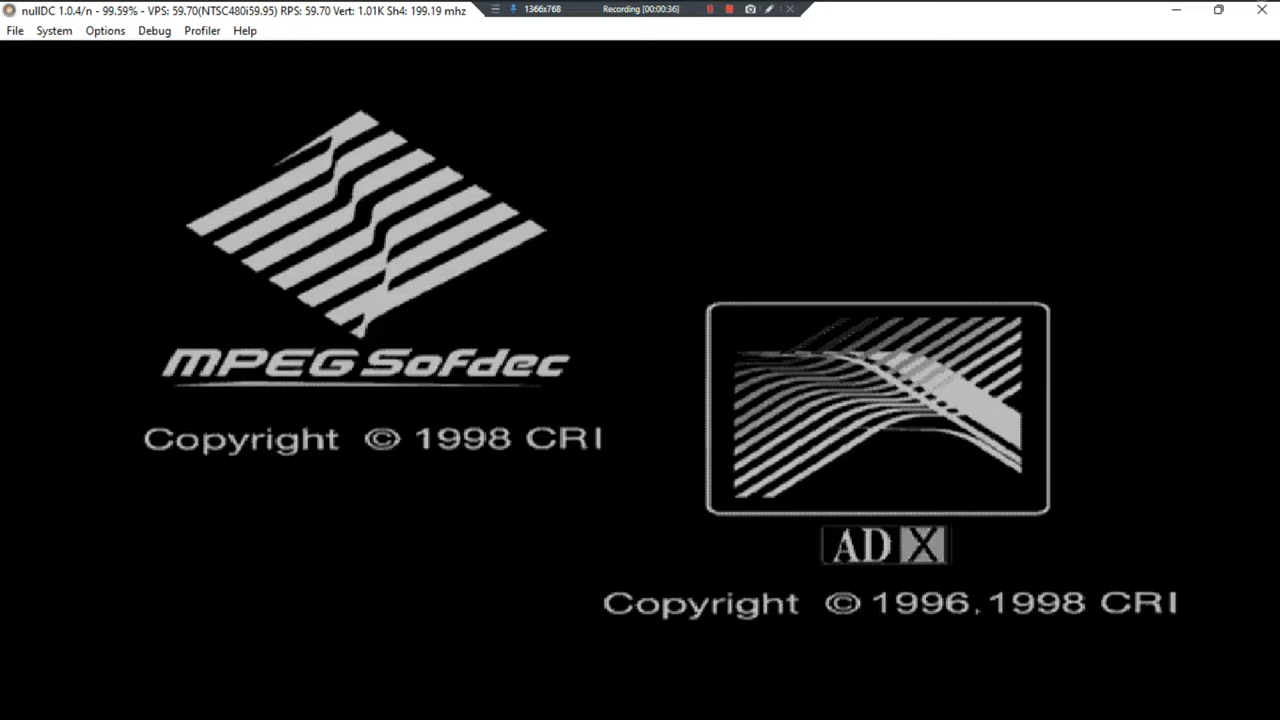 nullDC 1.0.4/n - 99.59% - VPS: 59.70(NTSC480i59.95) RPS: 59.70 Vert: 1.01K Sh4: 199.19 mhz
1366x768
Recording [00:00:36]
File System Options Debug Profiler Help
MPEG Sofdec
Copyright © 1998 CRI
ADX
Copyright © 1996,1998 CRI